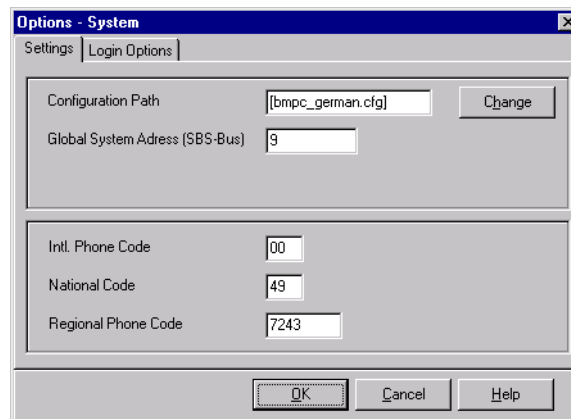 Options - System
Settings Login Options
Configuration Path [bmpc_german.cfg] Change
Global System Adress (SBS-Bus) 9
Intl. Phone Code 00
National Code 49
Regional Phone Code 7243
OK Cancel Help